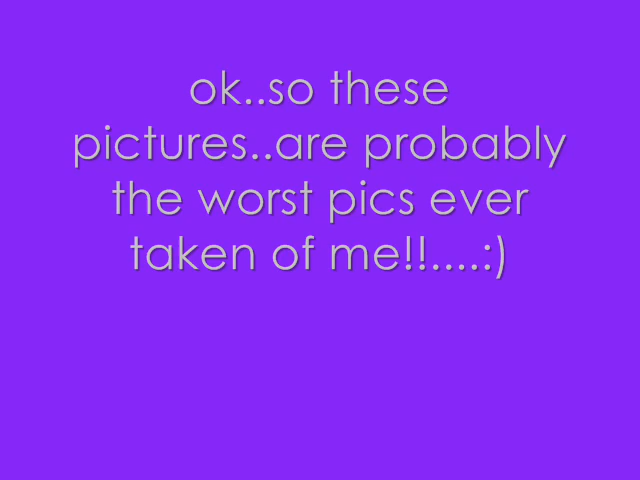 ok..so these
pictures..are probably
the worst pics ever
taken of me!!....:)